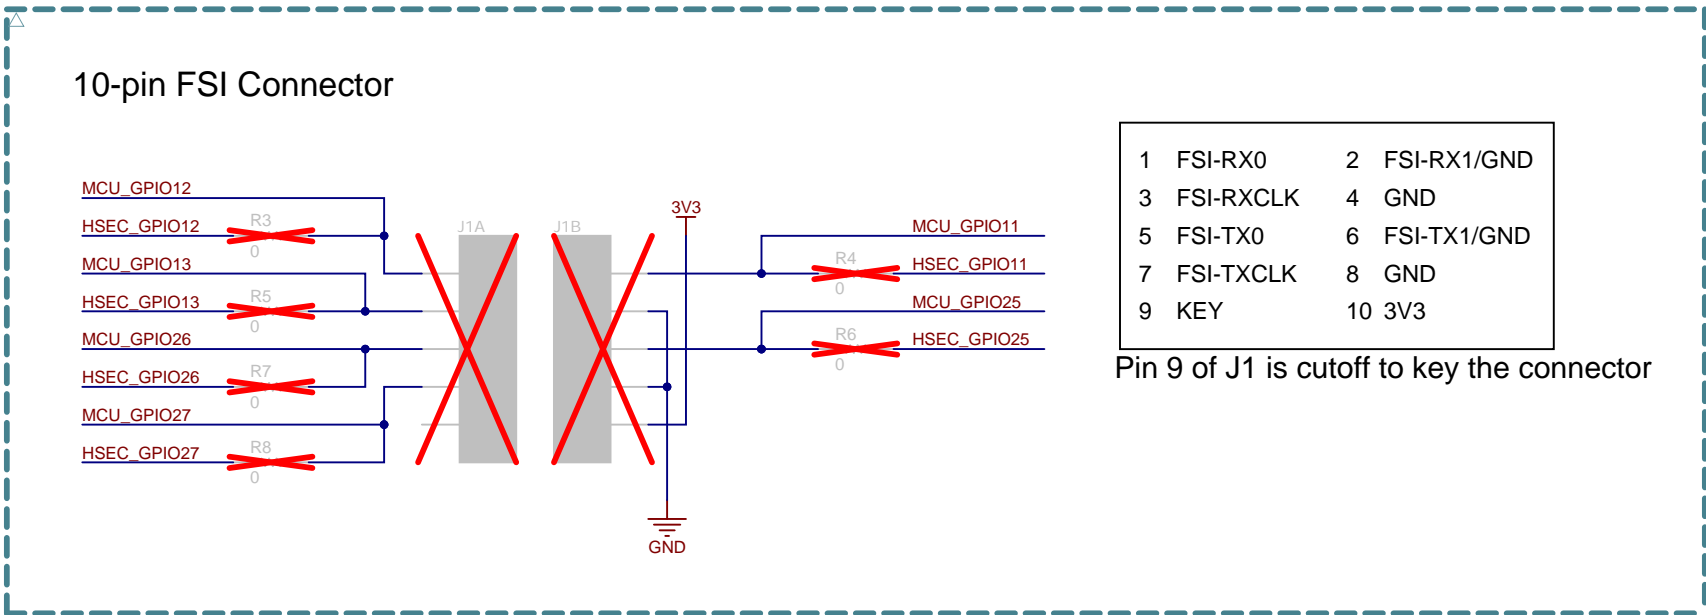 10-pin FSI Connector
MCU_GPIO12
HSEC_GPIO12
R3
0
MCU_GPIO13
HSEC_GPIO13
R5
0
MCU_GPIO26
HSEC_GPIO26
R7
0
MCU_GPIO27
HSEC_GPIO27
R8
0
J1A
J1B
3V3
GND
MCU_GPIO11
R4
0
HSEC_GPIO11
MCU_GPIO25
R6
0
HSEC_GPIO25
1 FSI-RX0 2 FSI-RX1/GND
3 FSI-RXCLK 4 GND
5 FSI-TX0 6 FSI-TX1/GND
7 FSI-TXCLK 8 GND
9 KEY 10 3V3
Pin 9 of J1 is cutoff to key the connector